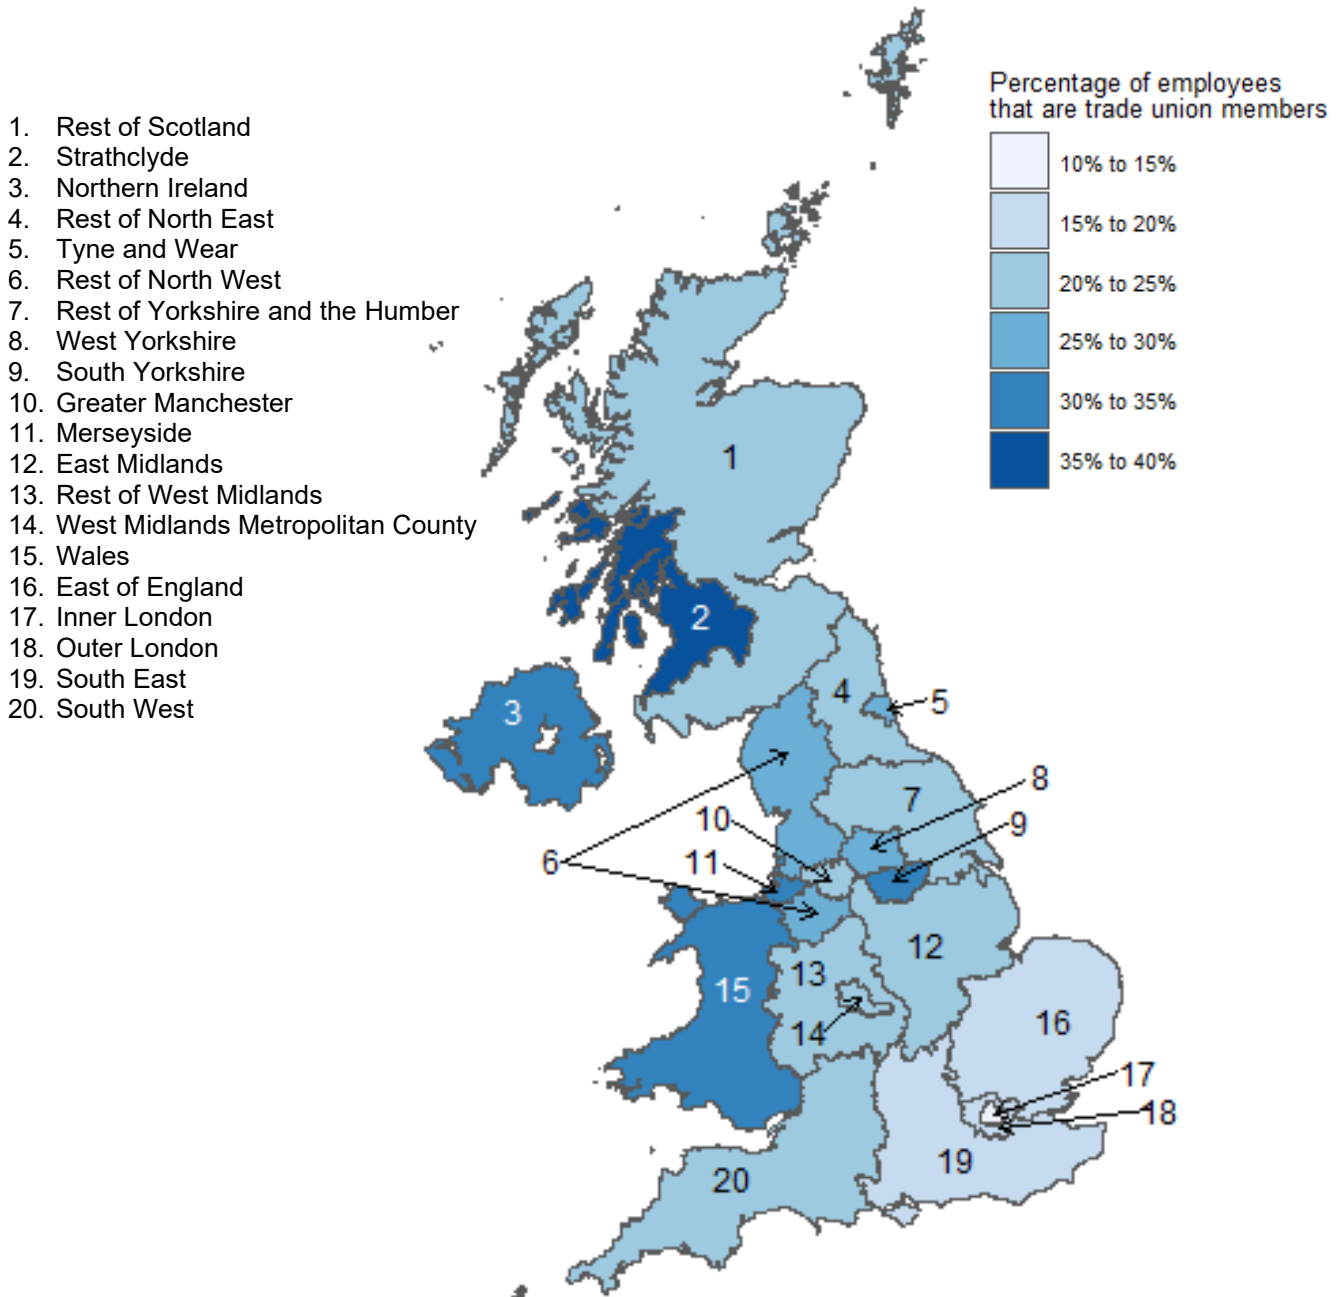 1. Rest of Scotland
2. Strathclyde
3. Northern Ireland
4. Rest of North East
5. Tyne and Wear
6. Rest of North West
7. Rest of Yorkshire and the Humber
8. West Yorkshire
9. South Yorkshire
10. Greater Manchester
11. Merseyside
12. East Midlands
13. Rest of West Midlands
14. West Midlands Metropolitan County
15. Wales
16. East of England
17. Inner London
18. Outer London
19. South East
20. South West
Percentage of employees
that are trade union members
10% to 15%
15% to 20%
20% to 25%
25% to 30%
30% to 35%
35% to 40%
1
2
3
4
5
6
7
8
9
10
11
12
13
14
15
16
17
18
19
20